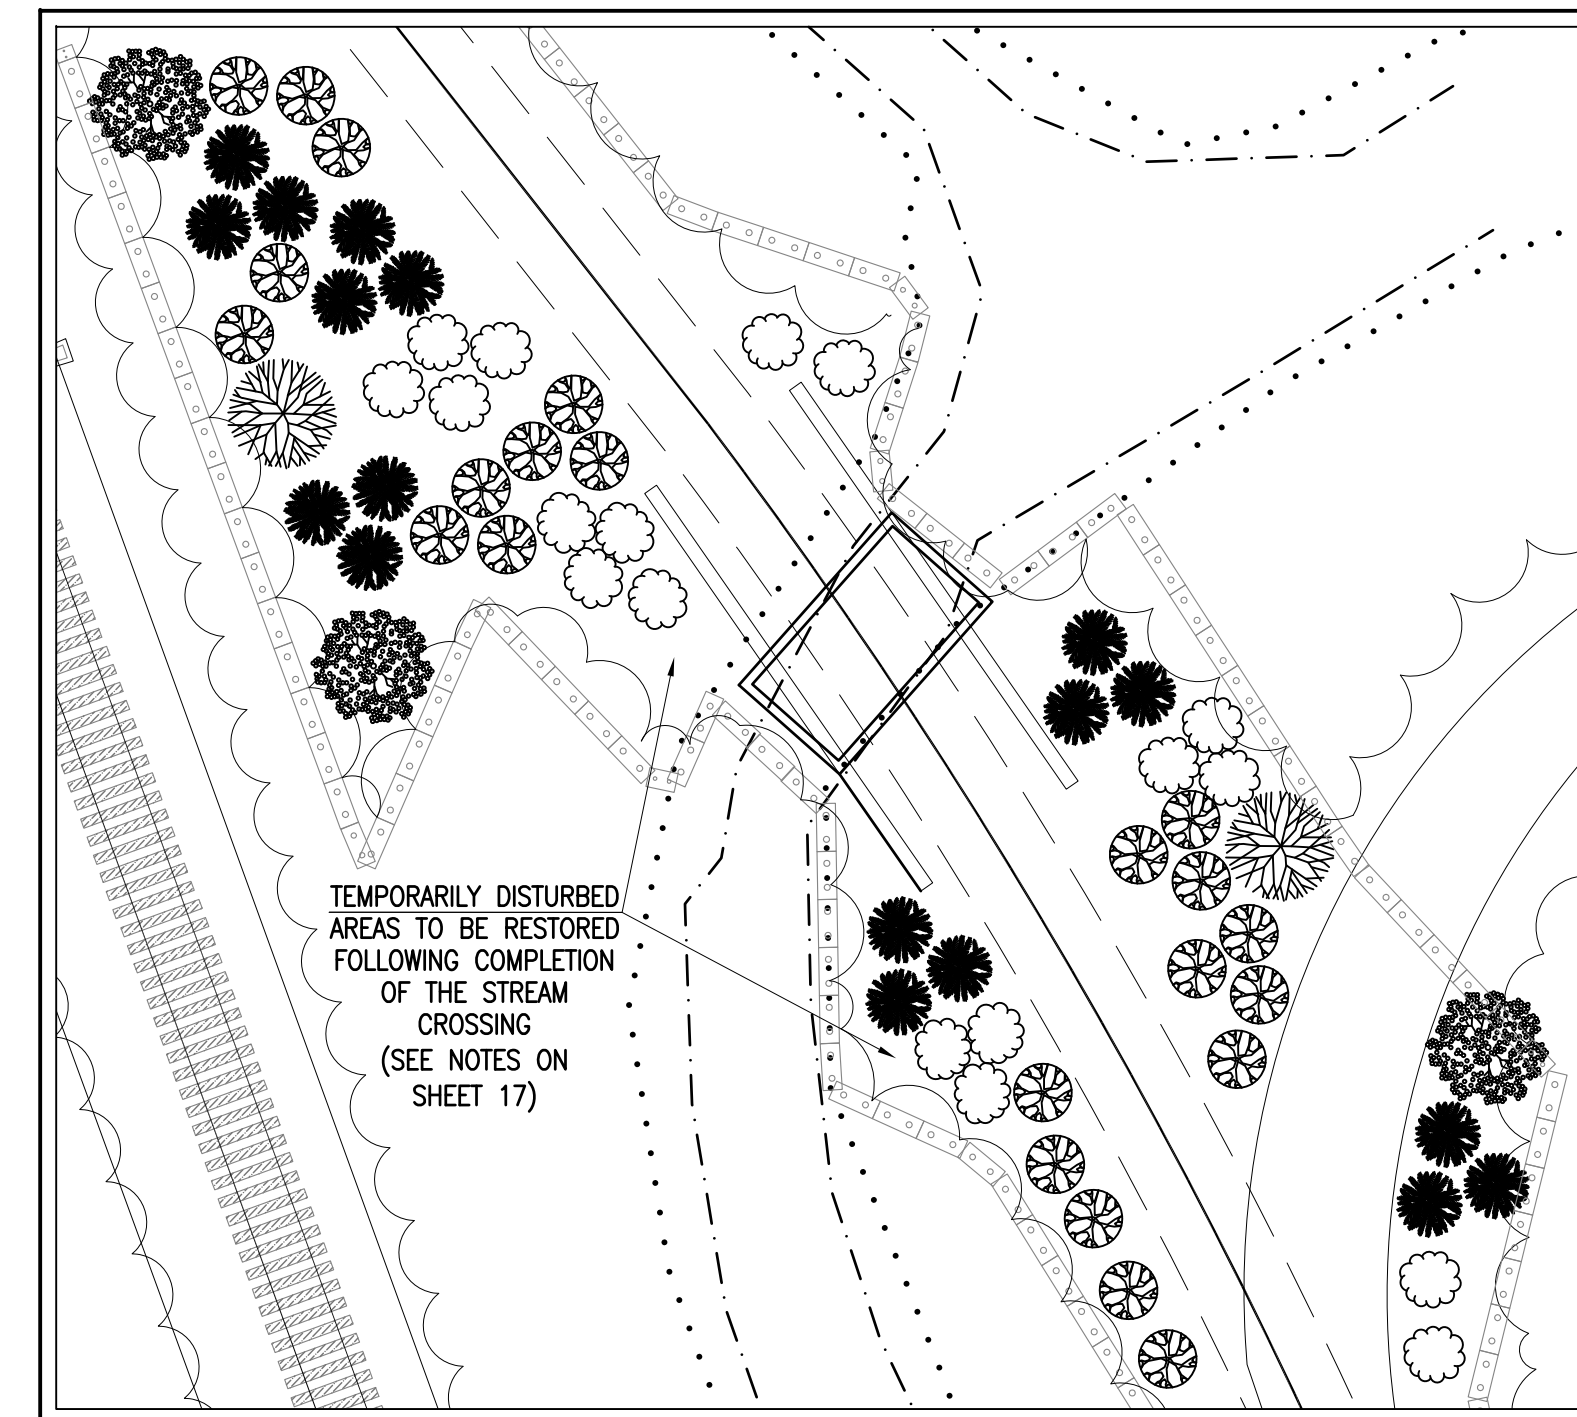 TEMPORARILY DISTURBED
AREAS TO BE RESTORED
FOLLOWING COMPLETION
OF THE STREAM
CROSSING
(SEE NOTES ON
SHEET 17)